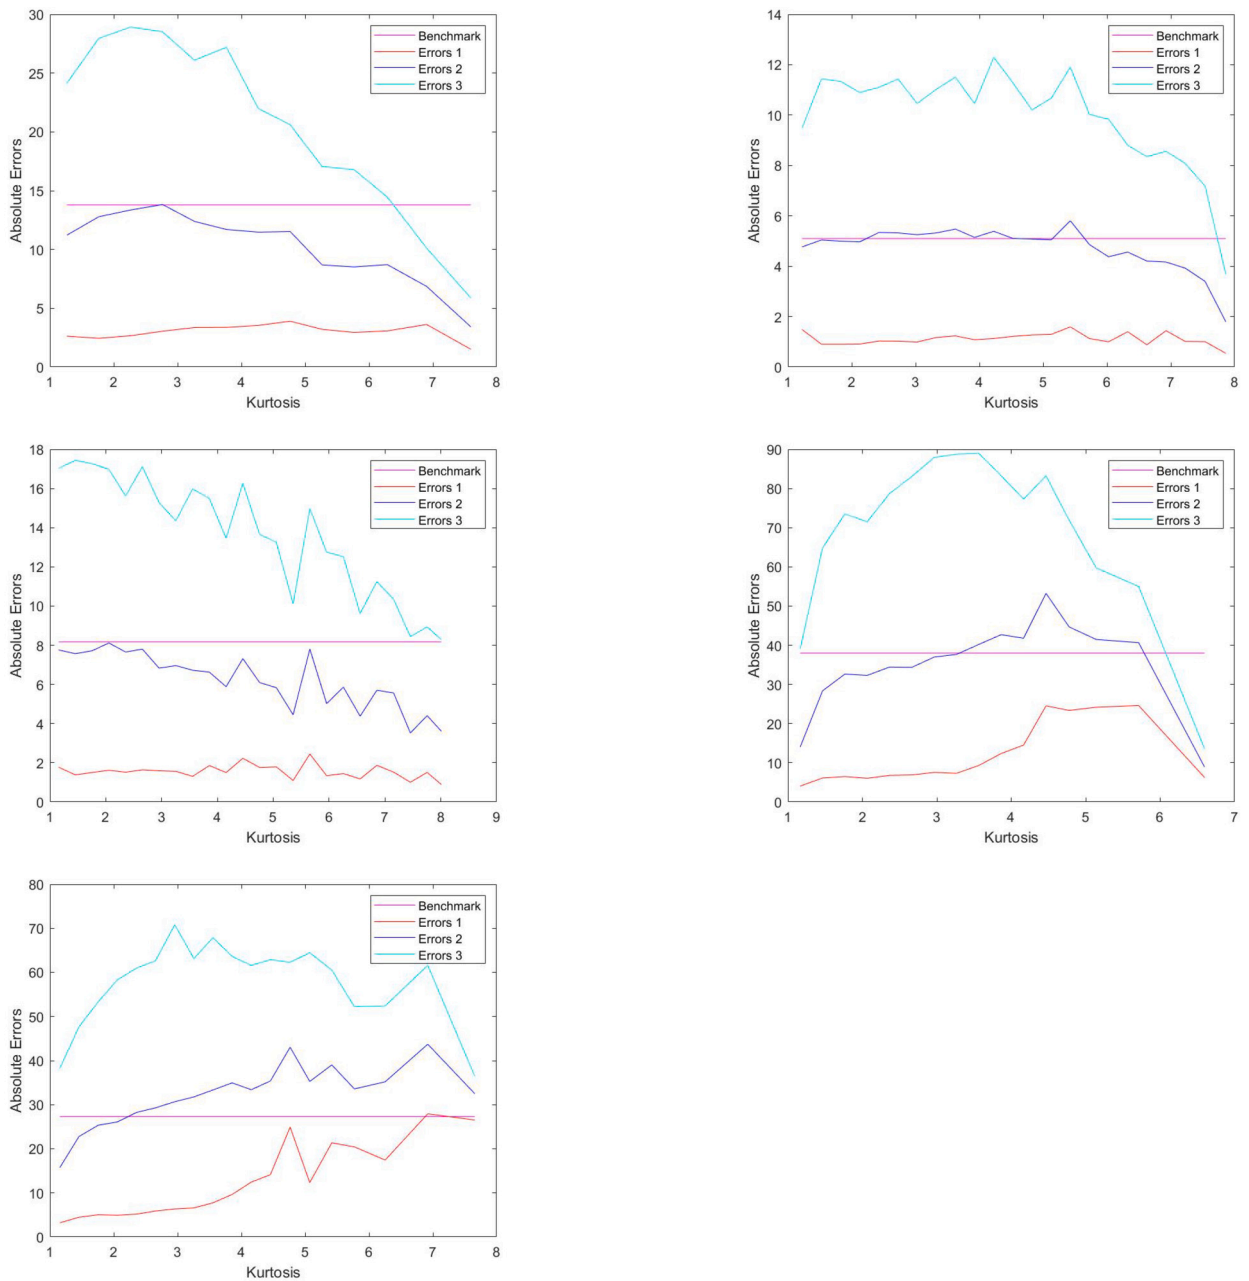 30
25
20
15
10
5
0
Absolute Errors
1 2 3 4 5 6 7 8
Kurtosis
Benchmark
Errors 1
Errors 2
Errors 3
14
12
10
8
6
4
2
0
Absolute Errors
1 2 3 4 5 6 7 8
Kurtosis
Benchmark
Errors 1
Errors 2
Errors 3
18
16
14
12
10
8
6
4
2
0
Absolute Errors
1 2 3 4 5 6 7 8 9
Kurtosis
Benchmark
Errors 1
Errors 2
Errors 3
90
80
70
60
50
40
30
20
10
0
Absolute Errors
1 2 3 4 5 6 7
Kurtosis
Benchmark
Errors 1
Errors 2
Errors 3
80
70
60
50
40
30
20
10
0
Absolute Errors
1 2 3 4 5 6 7 8
Kurtosis
Benchmark
Errors 1
Errors 2
Errors 3